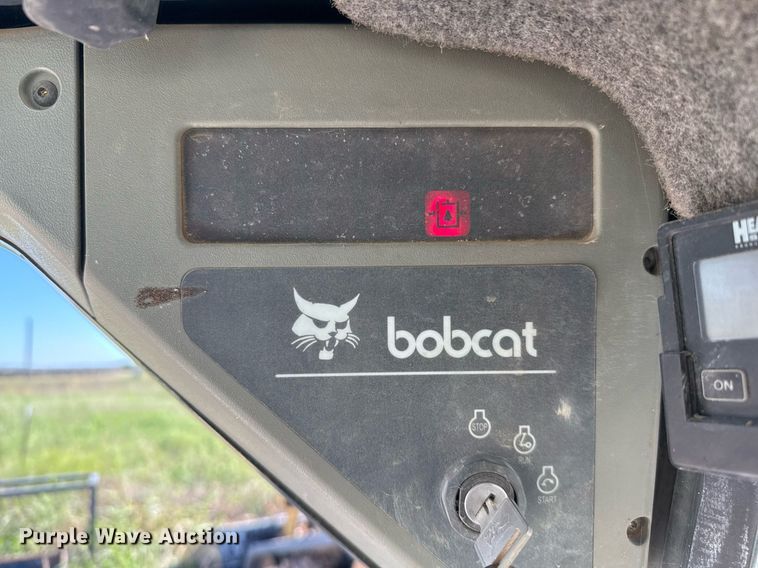 HEA
ON
bobcat
STOP
RUN
START
Purple Wave Auction